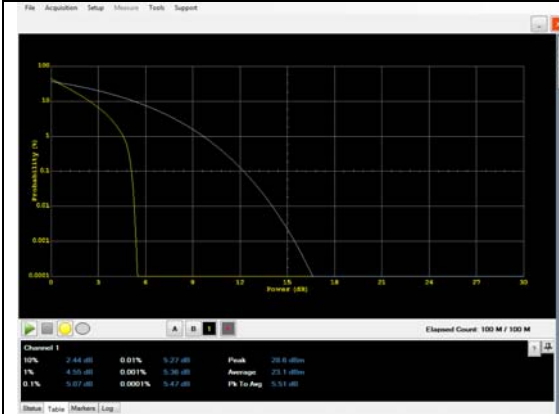 File Acquisition Setup Measure Tools Support
100
10
1
0.1
0.01
0.001
0.0001
Probability (%)
0 3 6 9 12 15 18 21 24 27 30
Power (dB)
A B 1
Elapsed Count: 100 M / 100 M
Channel 1
10% 2.44 dB 0.01% 5.27 dB Peak 28.6 dBm
1% 4.55 dB 0.001% 5.36 dB Average 23.1 dBm
0.1% 5.07 dB 0.0001% 5.47 dB Pk To Avg 5.51 dB
Status Table Markers Log